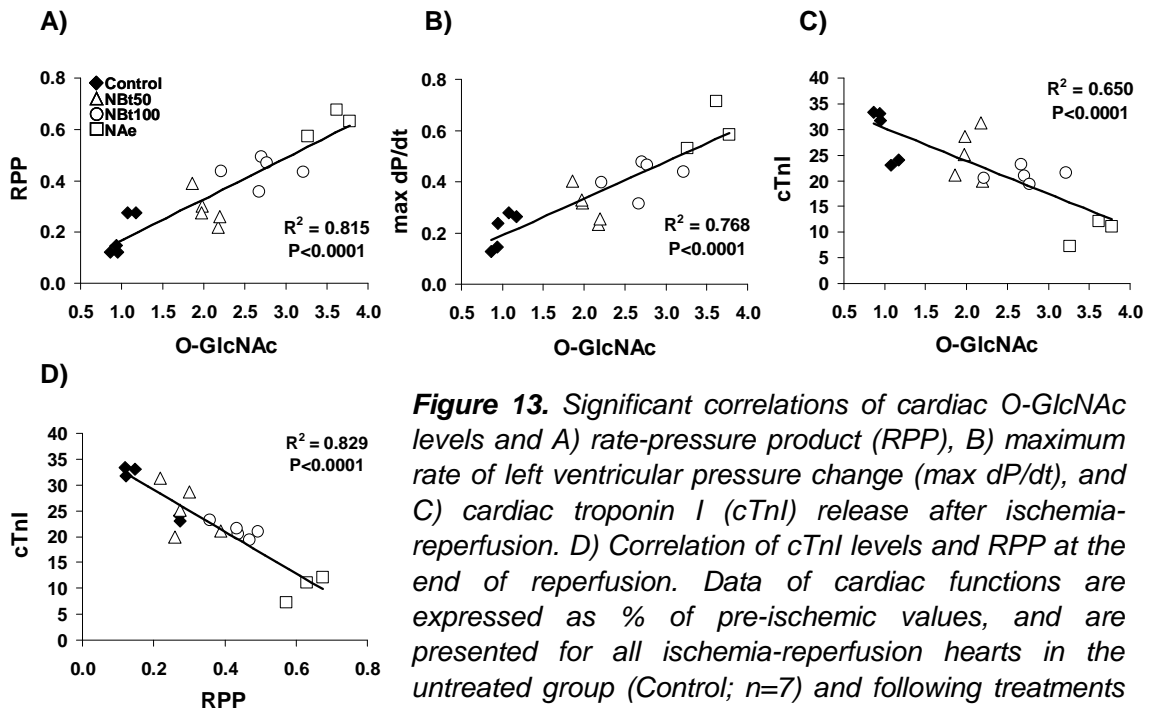 A)
0.8
0.6
0.4
0.2
0.0
RPP
Control
NBt50
NBt100
NAe
R² = 0.815
P<0.0001
0.5 1.0 1.5 2.0 2.5 3.0 3.5 4.0
O-GlcNAc
B)
0.8
0.6
0.4
0.2
0.0
max dP/dt
R² = 0.768
P<0.0001
0.5 1.0 1.5 2.0 2.5 3.0 3.5 4.0
O-GlcNAc
C)
40
35
30
25
20
15
10
5
0
cTnI
R² = 0.650
P<0.0001
0.5 1.0 1.5 2.0 2.5 3.0 3.5 4.0
O-GlcNAc
D)
40
35
30
25
20
15
10
5
0
cTnI
R² = 0.829
P<0.0001
0.0 0.2 0.4 0.6 0.8
RPP
Figure 13. Significant correlations of cardiac O-GlcNAc
levels and A) rate-pressure product (RPP), B) maximum
rate of left ventricular pressure change (max dP/dt), and
C) cardiac troponin I (cTnI) release after ischemia-
reperfusion. D) Correlation of cTnI levels and RPP at the
end of reperfusion. Data of cardiac functions are
expressed as % of pre-ischemic values, and are
presented for all ischemia-reperfusion hearts in the
untreated group (Control; n=7) and following treatments